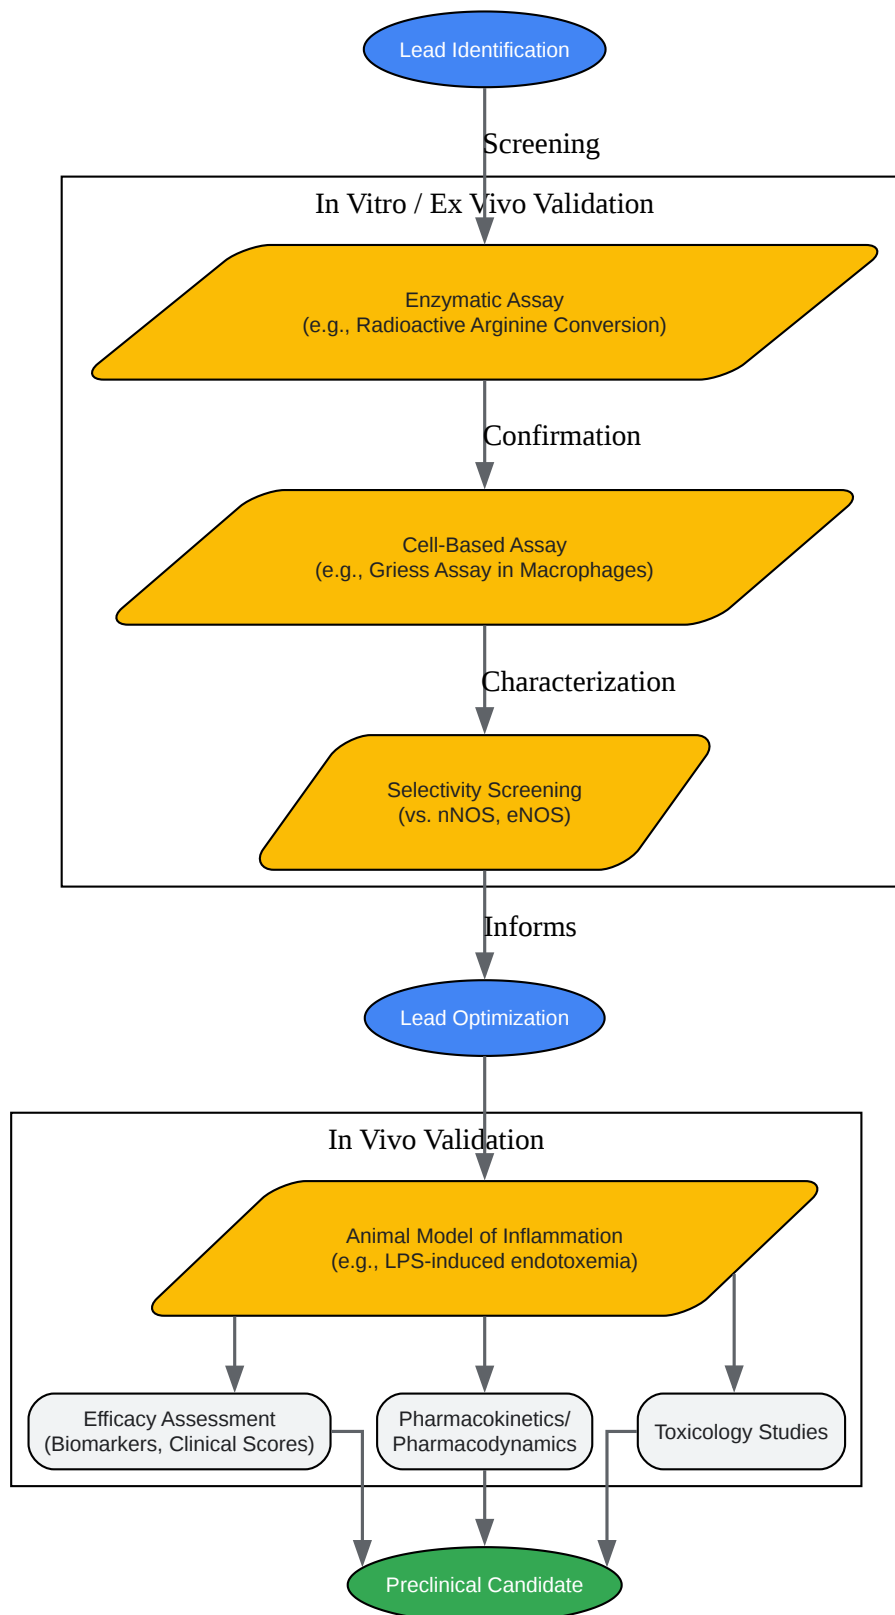 Lead Identification
Screening
In Vitro / Ex Vivo Validation
Enzymatic Assay
(e.g., Radioactive Arginine Conversion)
Confirmation
Cell-Based Assay
(e.g., Griess Assay in Macrophages)
Characterization
Selectivity Screening
(vs. nNOS, eNOS)
Informs
Lead Optimization
In Vivo Validation
Animal Model of Inflammation
(e.g., LPS-induced endotoxemia)
Efficacy Assessment
(Biomarkers, Clinical Scores)
Pharmacokinetics/
Pharmacodynamics
Toxicology Studies
Preclinical Candidate